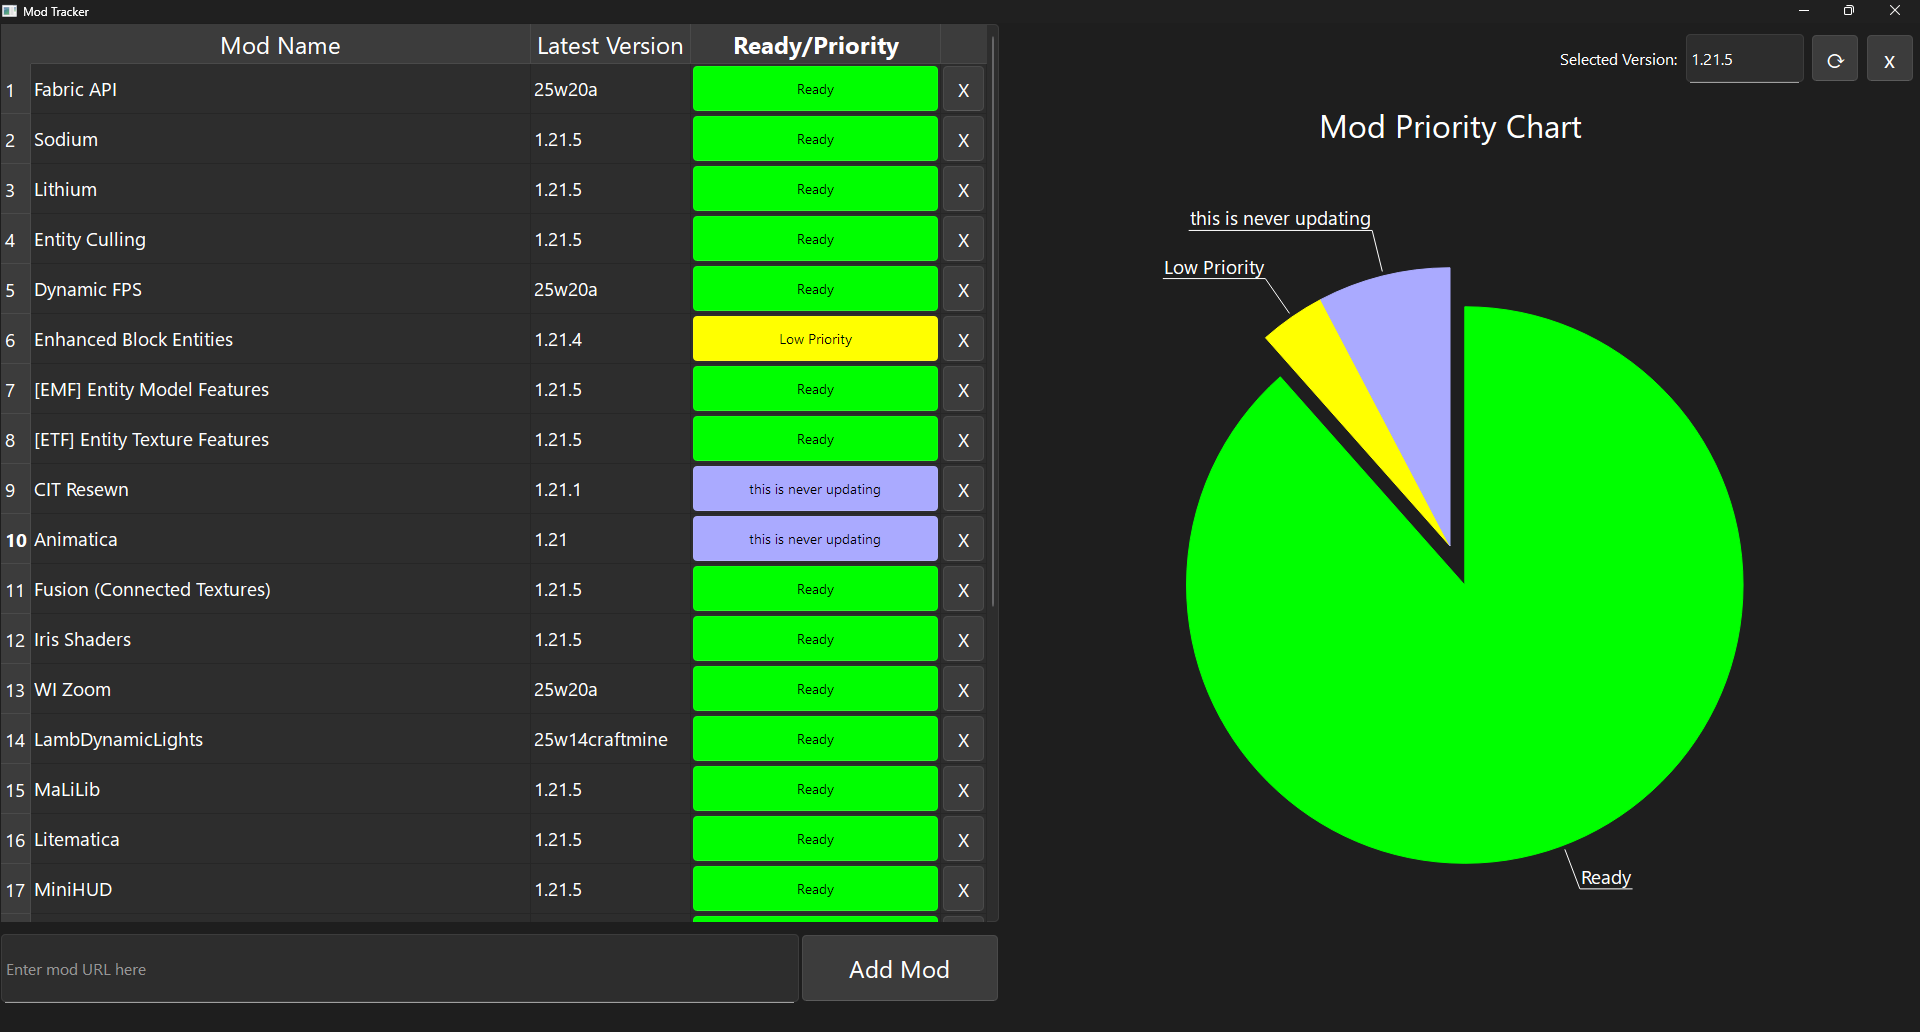 Mod Tracker
Mod Name Latest Version Ready/Priority
1 Fabric API 25w20a Ready X
2 Sodium 1.21.5 Ready X
3 Lithium 1.21.5 Ready X
4 Entity Culling 1.21.5 Ready X
5 Dynamic FPS 25w20a Ready X
6 Enhanced Block Entities 1.21.4 Low Priority X
7 [EMF] Entity Model Features 1.21.5 Ready X
8 [ETF] Entity Texture Features 1.21.5 Ready X
9 CIT Resewn 1.21.1 this is never updating X
10 Animatica 1.21 this is never updating X
11 Fusion (Connected Textures) 1.21.5 Ready X
12 Iris Shaders 1.21.5 Ready X
13 WI Zoom 25w20a Ready X
14 LambDynamicLights 25w14craftmine Ready X
15 MaLiLib 1.21.5 Ready X
16 Litematica 1.21.5 Ready X
17 MiniHUD 1.21.5 Ready X
Enter mod URL here
Add Mod
Selected Version: 1.21.5 ⟳ x
Mod Priority Chart
this is never updating
Low Priority
Ready